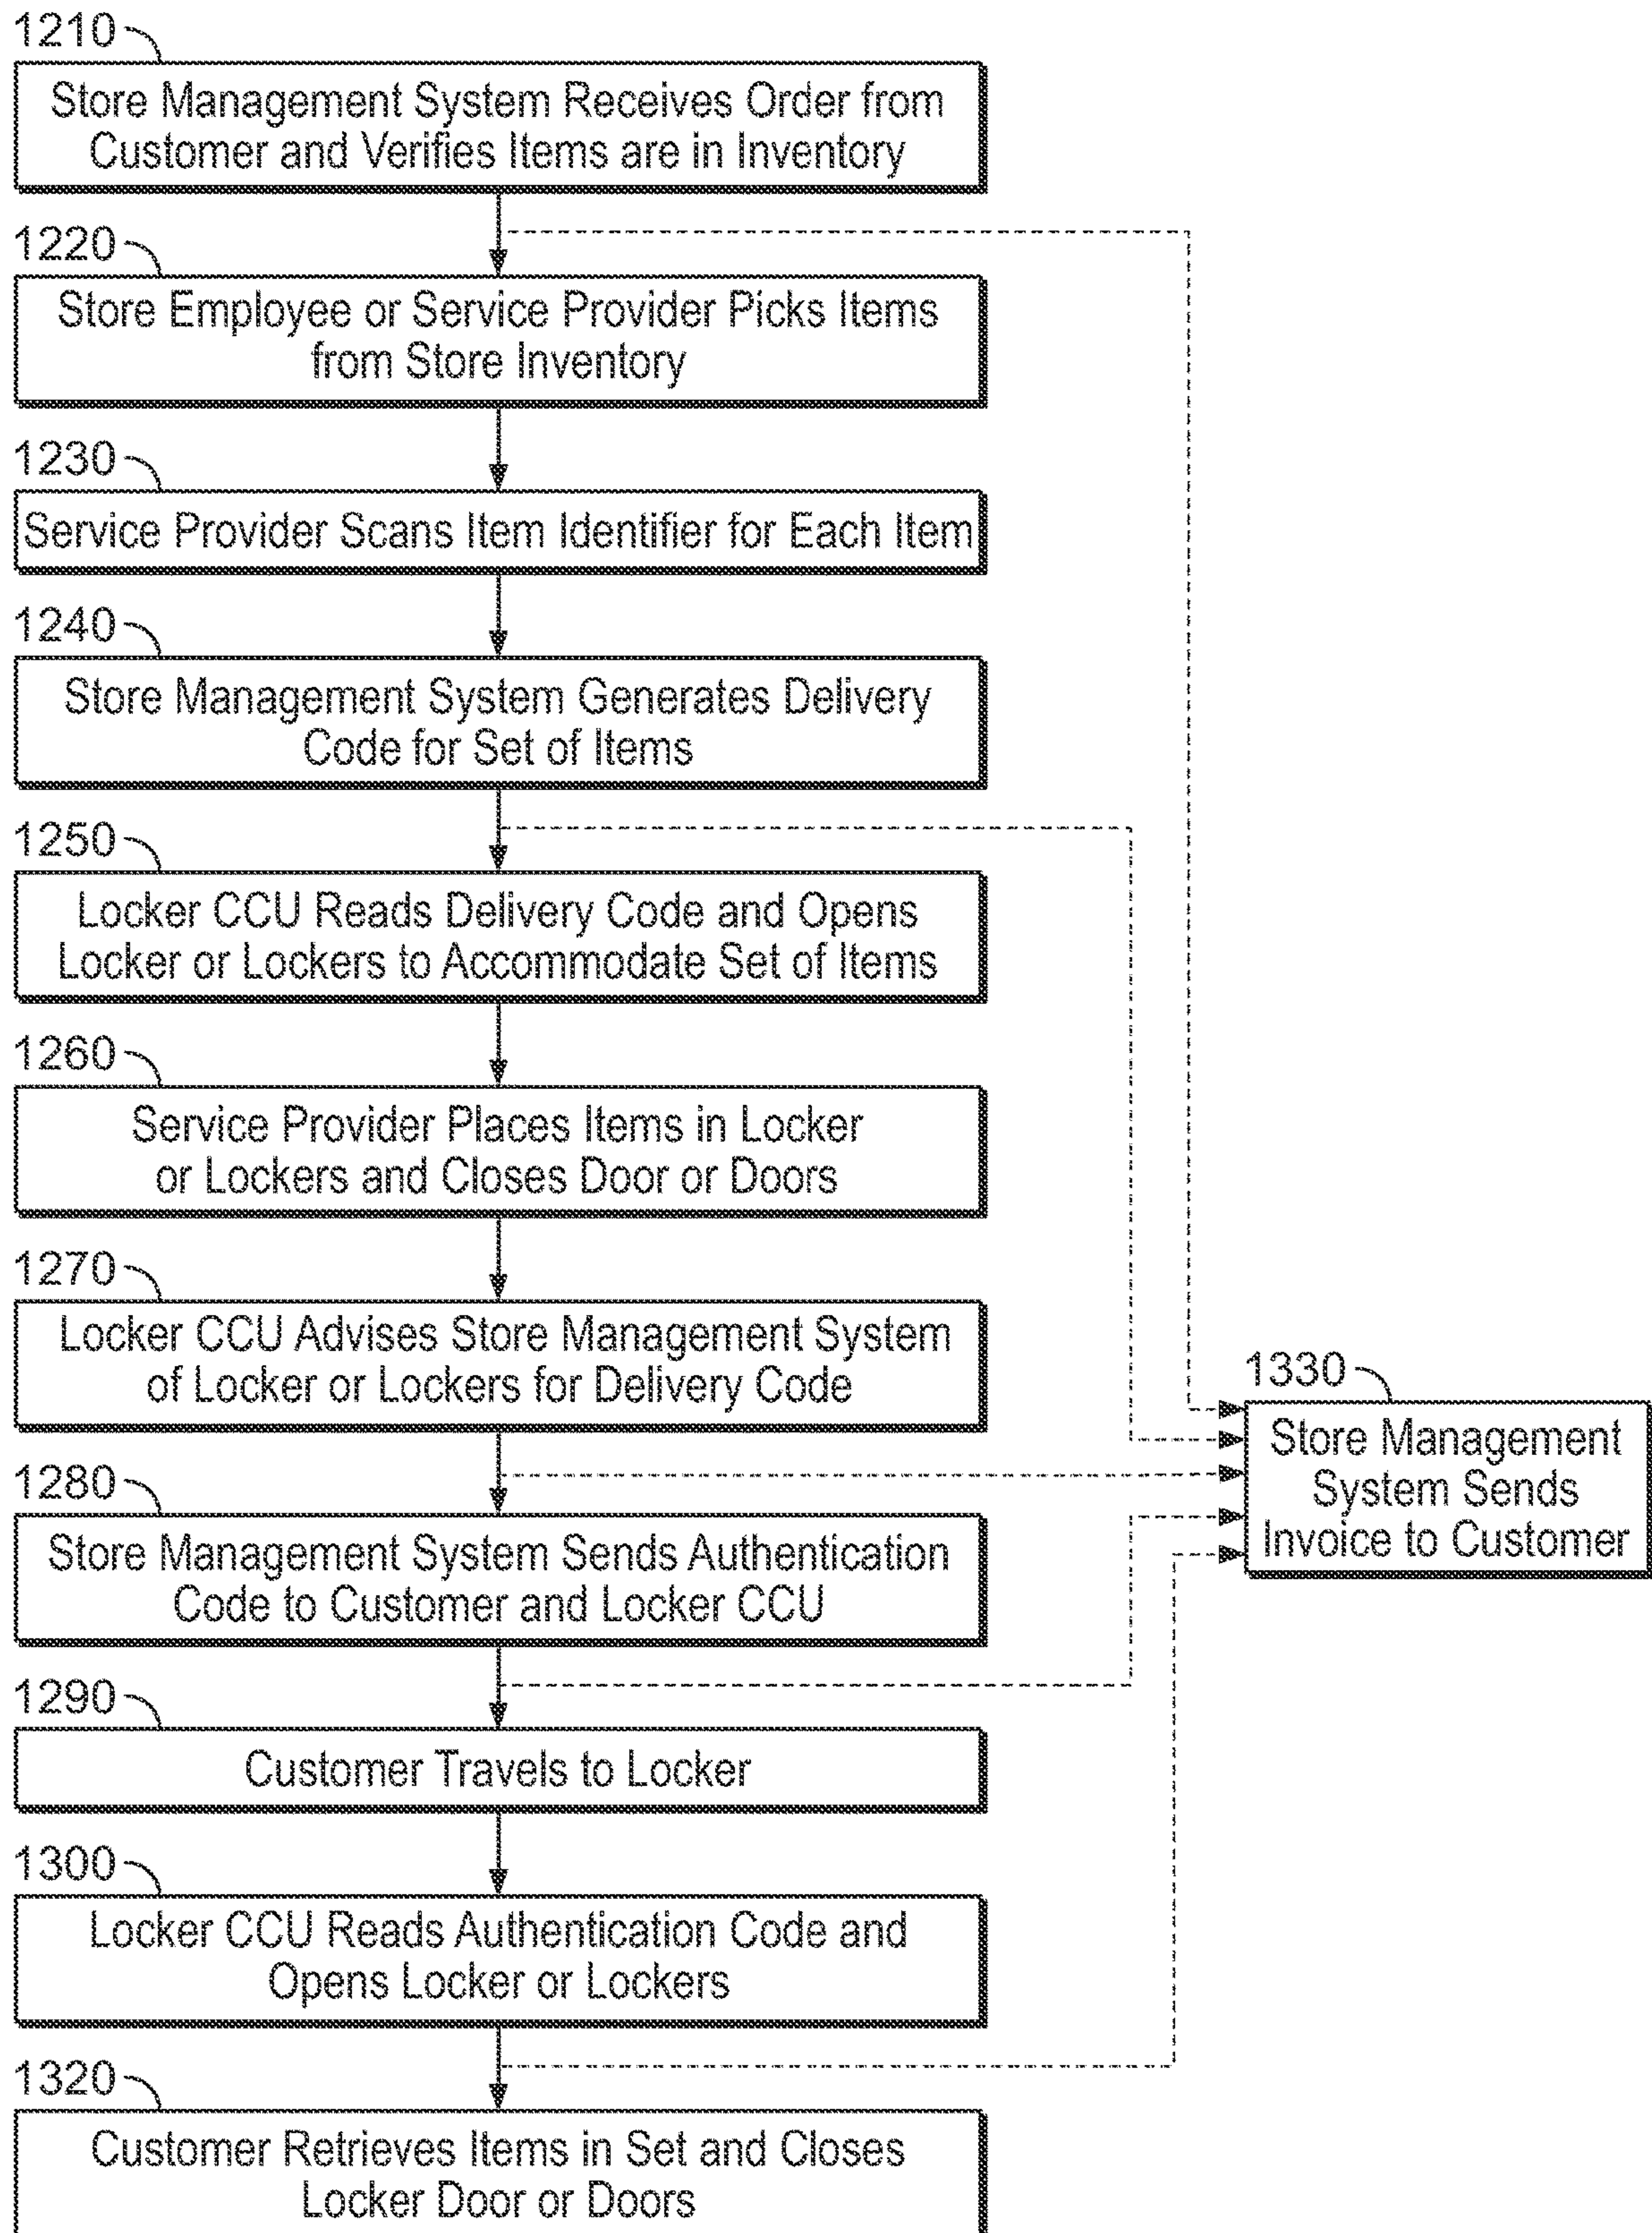 1210
Store Management System Receives Order from
Customer and Verifies Items are in Inventory
1220
Store Employee or Service Provider Picks Items
from Store Inventory
1230
Service Provider Scans Item Identifier for Each Item
1240
Store Management System Generates Delivery
Code for Set of Items
1250
Locker CCU Reads Delivery Code and Opens
Locker or Lockers to Accommodate Set of Items
1260
Service Provider Places Items in Locker
or Lockers and Closes Door or Doors
1270
Locker CCU Advises Store Management System
of Locker or Lockers for Delivery Code
1280
Store Management System Sends Authentication
Code to Customer and Locker CCU
1290
Customer Travels to Locker
1300
Locker CCU Reads Authentication Code and
Opens Locker or Lockers
1320
Customer Retrieves Items in Set and Closes
Locker Door or Doors
1330
Store Management
System Sends
Invoice to Customer